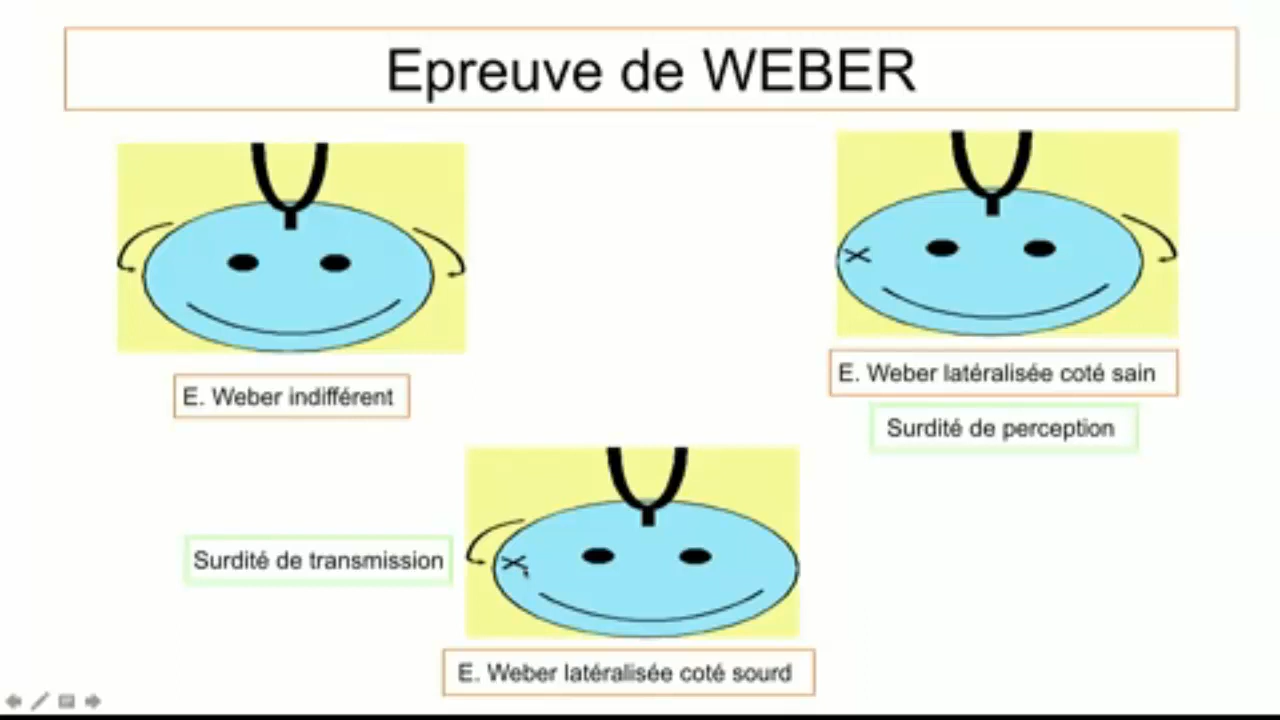 Epreuve de WEBER
E. Weber indifférent
E. Weber latéralisée coté sain
Surdité de perception
Surdité de transmission
E. Weber latéralisée coté sourd